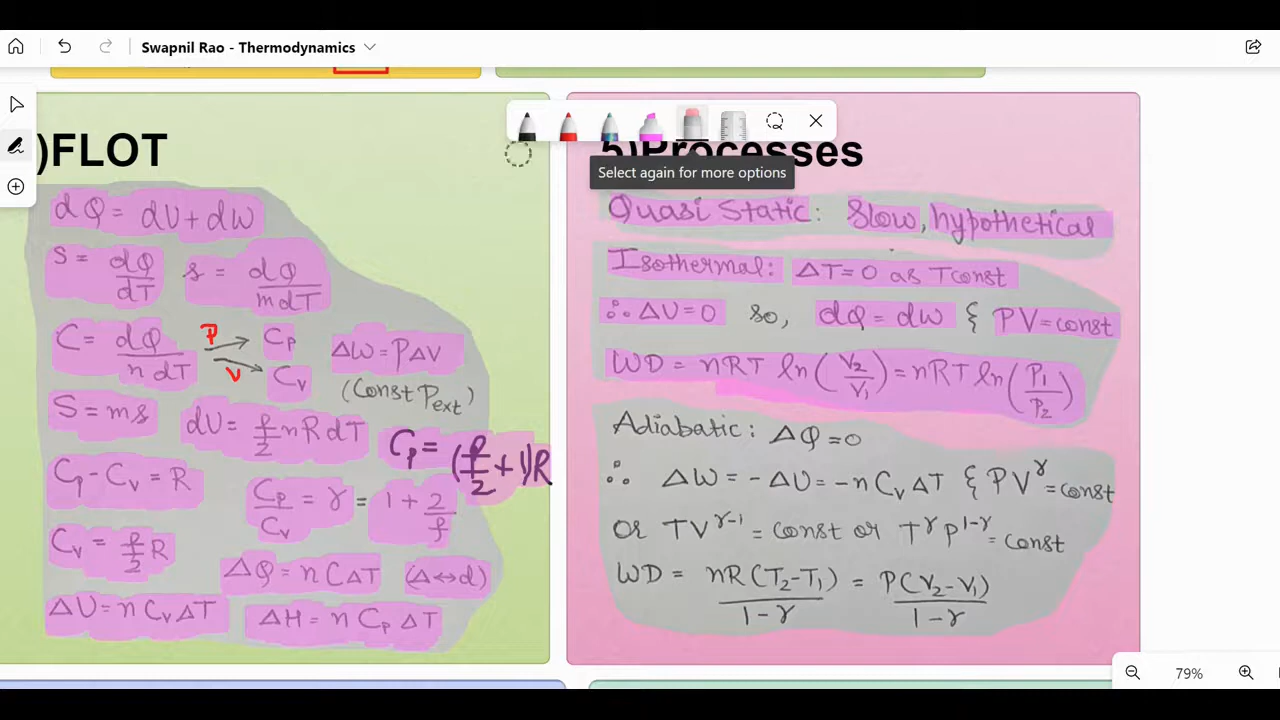 Swapnil Rao - Thermodynamics
)FLOT
dQ = dU + dW
S = dQ/dT s = dQ/mdT
C = dQ/ndT P → Cp
V → Cv
ΔW = PΔV
(Const Pext)
S = ms
dU = f/2 nRdT
Cp = (f/2 + 1)R
Cp - Cv = R
Cp/Cv = γ = 1 + 2/f
Cv = f/2 R
ΔQ = nCΔT (Δ↔d)
ΔU = nCvΔT ΔH = nCpΔT
5)Processes
Select again for more options
Quasi Static: Slow, hypothetical
Isothermal: ΔT=0 as Tconst
∴ ΔU=0 so, dQ = dW { PV=const
WD = nRT ln(V2/V1) = nRT ln(P1/P2)
Adiabatic: ΔQ=0
∴ ΔW = -ΔU = -nCvΔT { PV^γ=const
Or TV^γ-1 = const or T^γ P^1-γ = const
WD = nR(T2-T1)/1-γ = P(V2-V1)/1-γ
79%